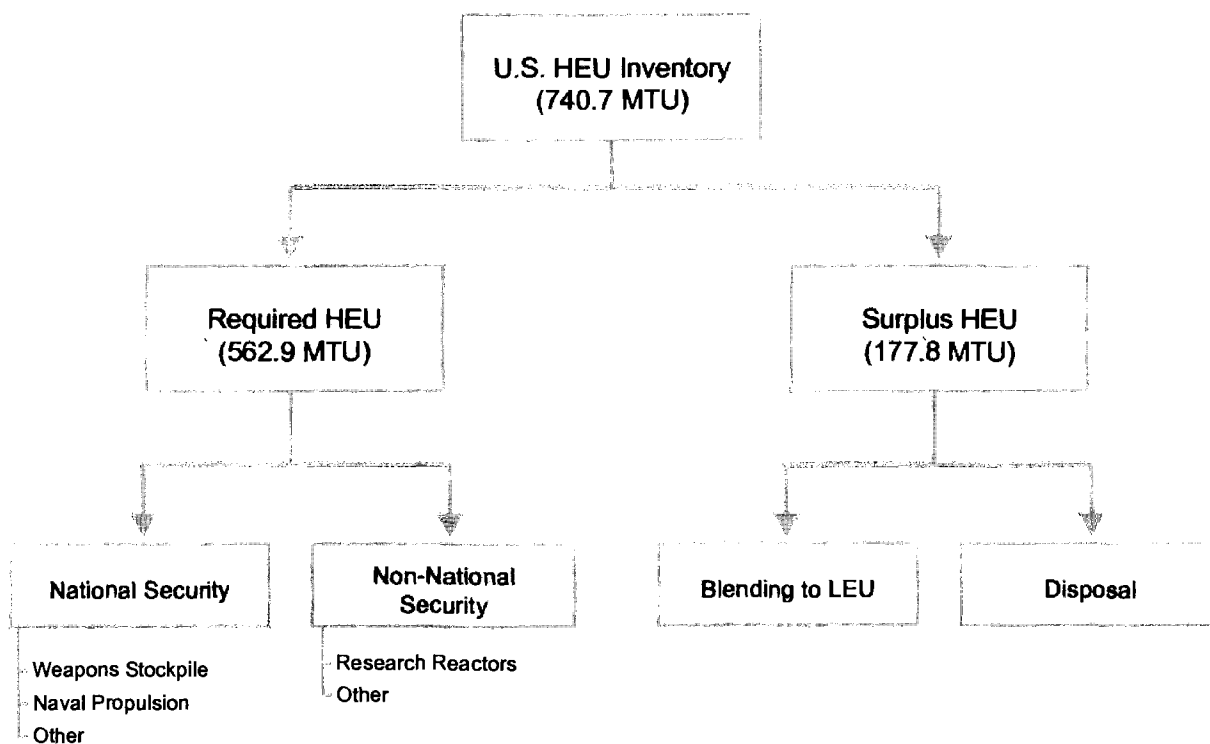 U.S. HEU Inventory
(740.7 MTU)
Required HEU
(562.9 MTU)
Surplus HEU
(177.8 MTU)
National Security
Non-National
Security
Blending to LEU
Disposal
Weapons Stockpile
Naval Propulsion
Other
Research Reactors
Other